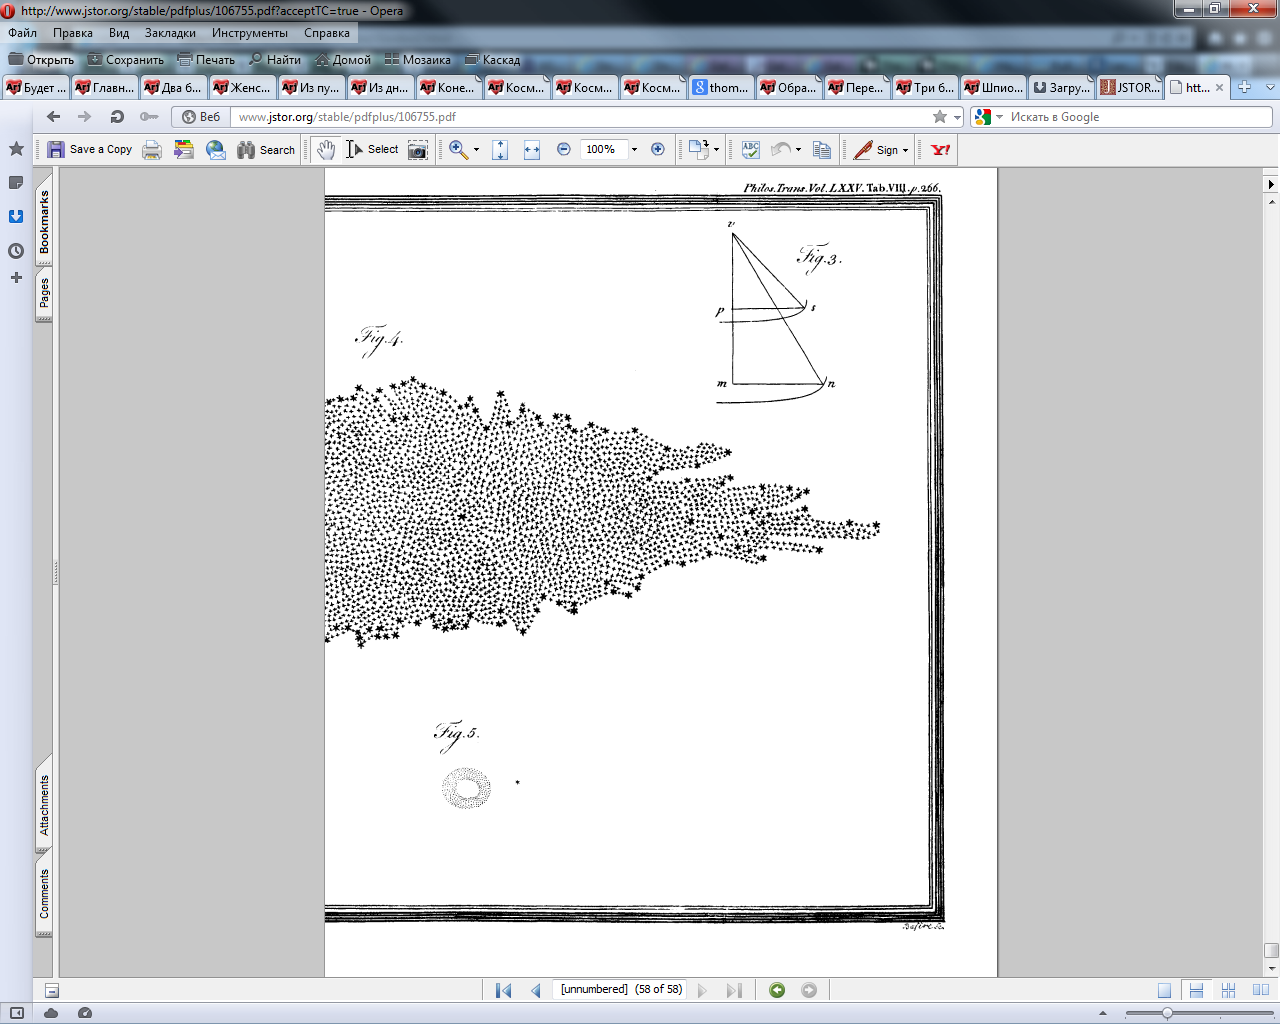 http://www.jstor.org/stable/pdfplus/106755.pdf?acceptTC=true - Opera
Файл Правка Вид Закладки Инструменты Справка
Открыть Сохранить Печать Найти Домой Мозаика Каскад
Будет ... Главн... Два б... Женс... Из пу... Из дн... Коне... Косм... Косм... Косм... thom... Обра... Пере... Три б... Шпио... Загру... JSTOR... htt...
Веб www.jstor.org/stable/pdfplus/106755.pdf Искать в Google
Save a Copy Search Select 100% Sign Y!
Bookmarks
Pages
Attachments
Comments
Philos. Trans. Vol. LXXV. Tab. VIII. p. 266.
v
Fig. 3.
p s
Fig. 4.
m n
Fig. 5.
Basire Sc.
[unnumbered] (58 of 58)